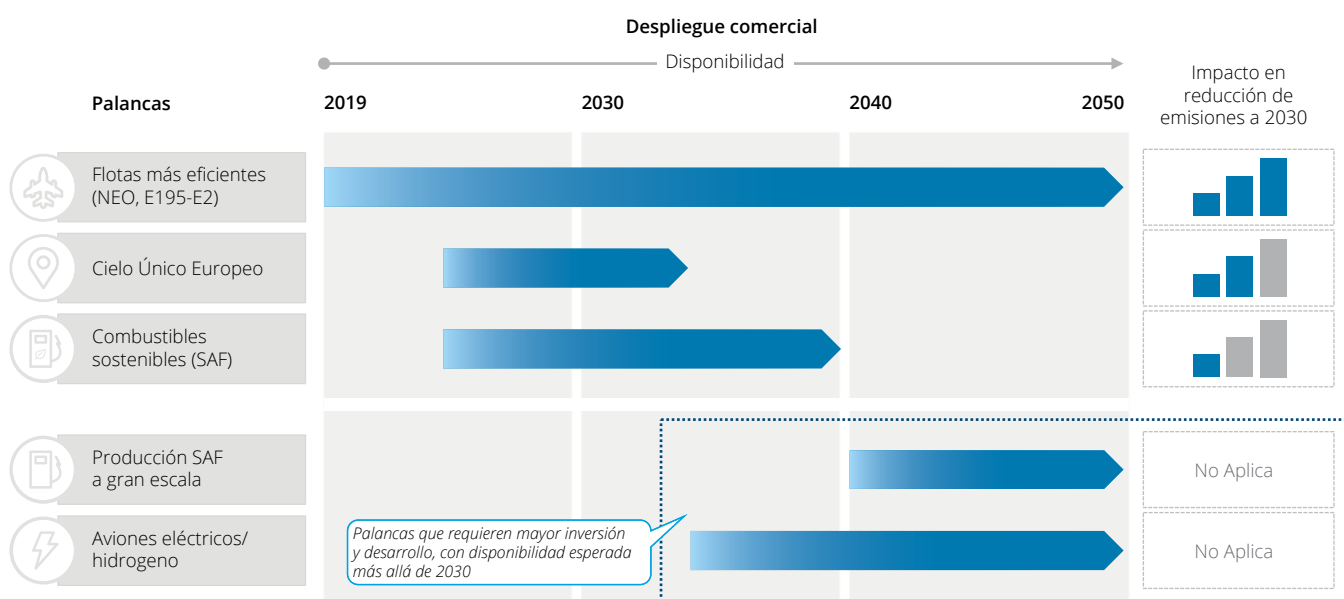 Despliegue comercial
Disponibilidad
Impacto en
reducción de
emisiones a 2030
Palancas
2019
2030
2040
2050
Flotas más eficientes
(NEO, E195-E2)
Cielo Único Europeo
Combustibles
sostenibles (SAF)
Producción SAF
a gran escala
No Aplica
Palancas que requieren mayor inversión
y desarrollo, con disponibilidad esperada
más allá de 2030
Aviones eléctricos/
hidrogeno
No Aplica